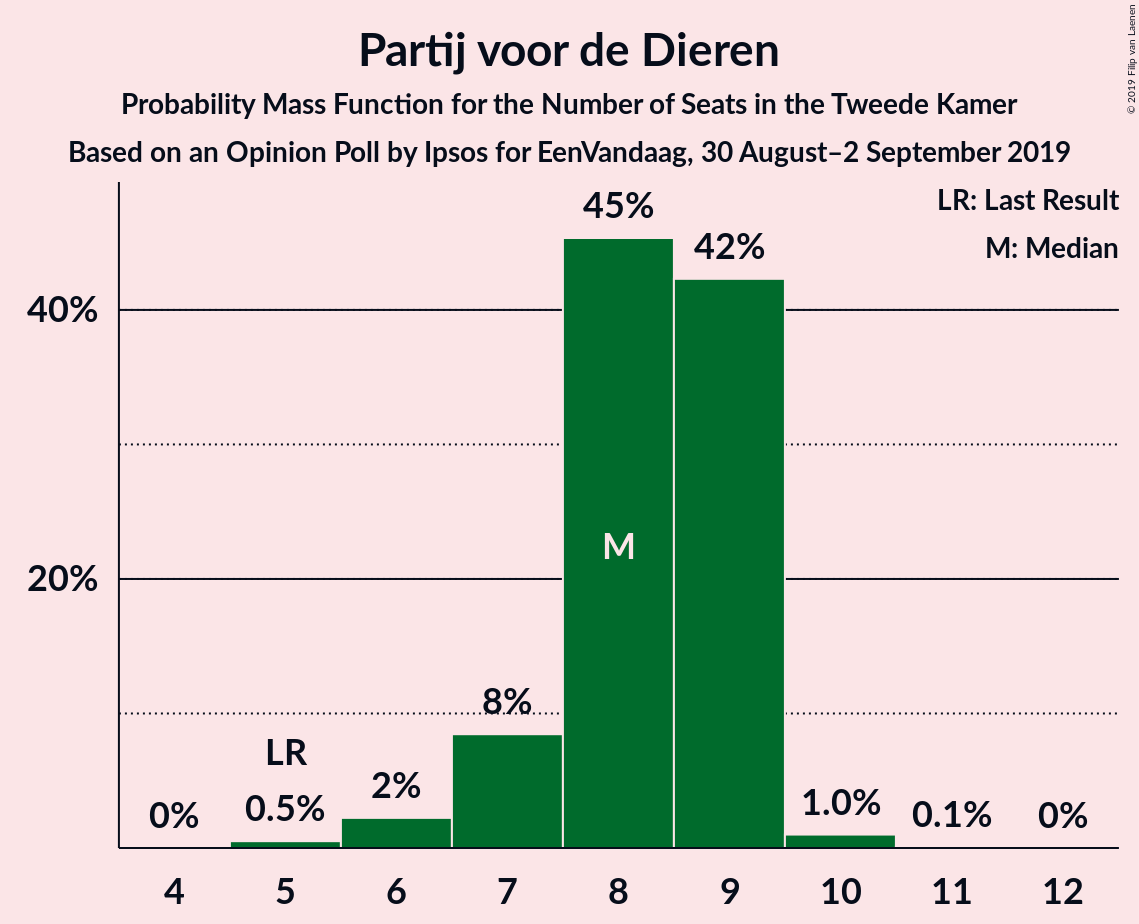 Partij voor de Dieren
Probability Mass Function for the Number of Seats in the Tweede Kamer
Based on an Opinion Poll by Ipsos for EenVandaag, 30 August–2 September 2019
© 2019 Filip van Laenen
LR: Last Result
M: Median
45%
42%
40%
M
20%
8%
LR
2%
0%
0.5%
1.0%
0.1%
0%
4 5 6 7 8 9 10 11 12